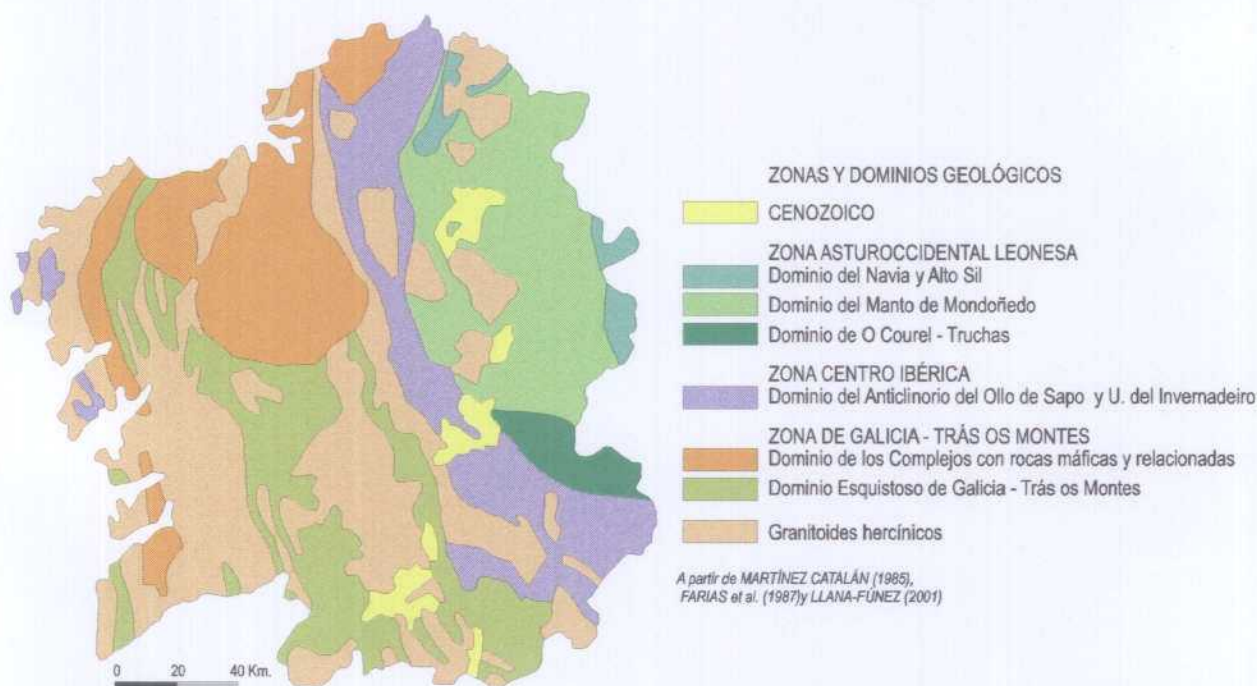 ZONAS Y DOMINIOS GEOLÓGICOS
CENOZOICO
ZONA ASTUROCCIDENTAL LEONESA
Dominio del Navia y Alto Sil
Dominio del Manto de Mondoñedo
Dominio de O Courel - Truchas
ZONA CENTRO IBÉRICA
Dominio del Anticlinorio del Ollo de Sapo y U. del Invernadeiro
ZONA DE GALICIA - TRÁS OS MONTES
Dominio de los Complejos con rocas máficas y relacionadas
Dominio Esquistoso de Galicia - Trás os Montes
Granitoides hercínicos
A partir de MARTÍNEZ CATALÁN (1985),
FARIAS et al. (1987)y LLANA-FÚNEZ (2001)
0 20 40 Km.